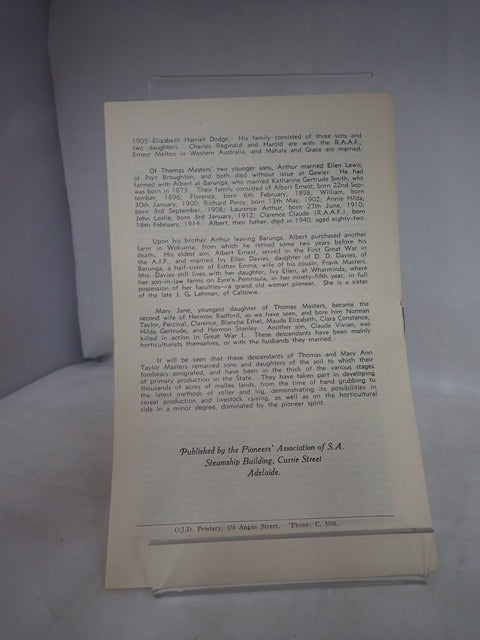 1905 Elizabeth Harriet Dodge. His family consisted of three sons and
two daughters. Charles Reginald and Harold are with the R.A.A.F.,
Ernest Melton in Western Australia, and Mahala and Grace are married.
Of Thomas Masters' two younger sons, Arthur married Ellen Lewis,
of Port Broughton, and both died without issue at Gawler. He had
farmed with Albert at Barunga, who married Katharine Gertrude Smith, who
was born in 1873. Their family consisted of Albert Ernest, born 22nd Sep-
tember, 1896; Florence, born 6th February, 1898; William, born
30th January, 1900; Richard Percy, born 13th May, 1902; Annie Hilda,
born 3rd September, 1908; Laurence Arthur, born 27th June, 1910;
John Leslie, born 3rd January, 1912; Clarence Claude (R.A.A.F.), born
18th February, 1914. Albert, their father, died in 1940, aged eighty-two.
Upon his brother Arthur leaving Barunga, Albert purchased another
farm in Wokurna, from which he retired some two years before his
death. His eldest son, Albert Ernest, served in the First Great War in
the A.I.F., and married Ivy Ellen Davies, daughter of D. D. Davies, of
Barunga, a half-sister of Esther Emma, wife of his cousin, Frank Masters.
Mrs. Davies still lives with her daughter, Ivy Ellen, at Wharminda, where
her son-in-law farms on Eyre's Peninsula, in her ninety-fifth year, in full
possession of her faculties—a grand old woman pioneer. She is a sister
of the late J. G. Lehman, of Caltowie.
Mary Jane, youngest daughter of Thomas Masters, became the
second wife of Hermon Radford, as we have seen, and bore him Norman
Taylor, Percival, Clarence, Blanche Ethel, Maude Elizabeth, Clara Constance,
Hilda Gertrude, and Hermon Stanley. Another son, Claude Vivian, was
killed in action in Great War I. These descendants have been mainly
horticulturists themselves, or with the husbands they married.
It will be seen that these descendants of Thomas and Mary Ann
Taylor Masters remained sons and daughters of the soil to which their
forebears emigrated, and have been in the thick of the various stages
of primary production in the State. They have taken part in developing
thousands of acres of mallee lands, from the time of hand grubbing to
the latest methods of roller and log, demonstrating its possibilities in
cereal production and livestock raising, as well as on the horticultural
side in a minor degree, dominated by the pioneer spirit.
Published by the Pioneers' Association of S.A.
Steamship Building, Currie Street
Adelaide.
O.J.D. Printery, 174 Angas Street. 'Phone: C. 5518.